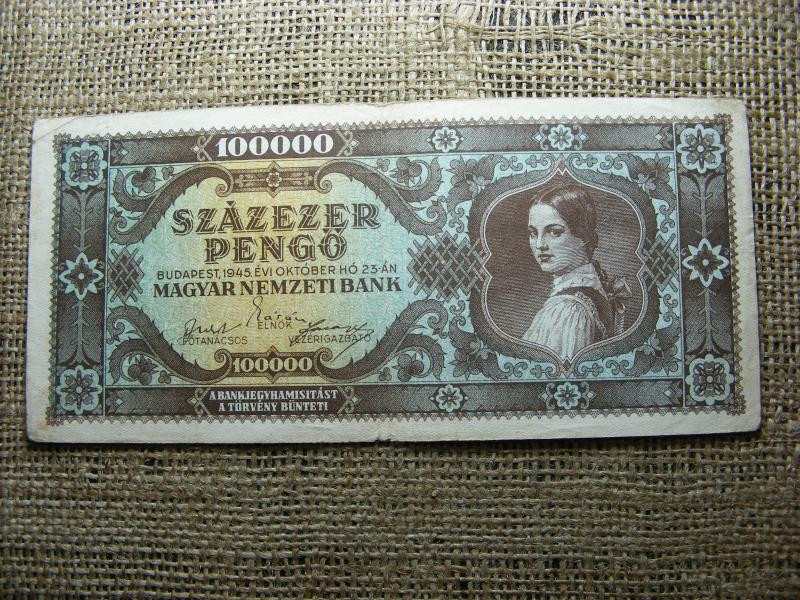 100000
SZÁZEZER
PENGŐ
BUDAPEST, 1945. ÉVI OKTÓBER HÓ 23-ÁN
MAGYAR NEMZETI BANK
ELNÖK
FŐTANÁCSOS
VEZÉRIGAZGATÓ
100000
A BANKJEGYHAMISITÁST
A TÖRVÉNY BÜNTETI